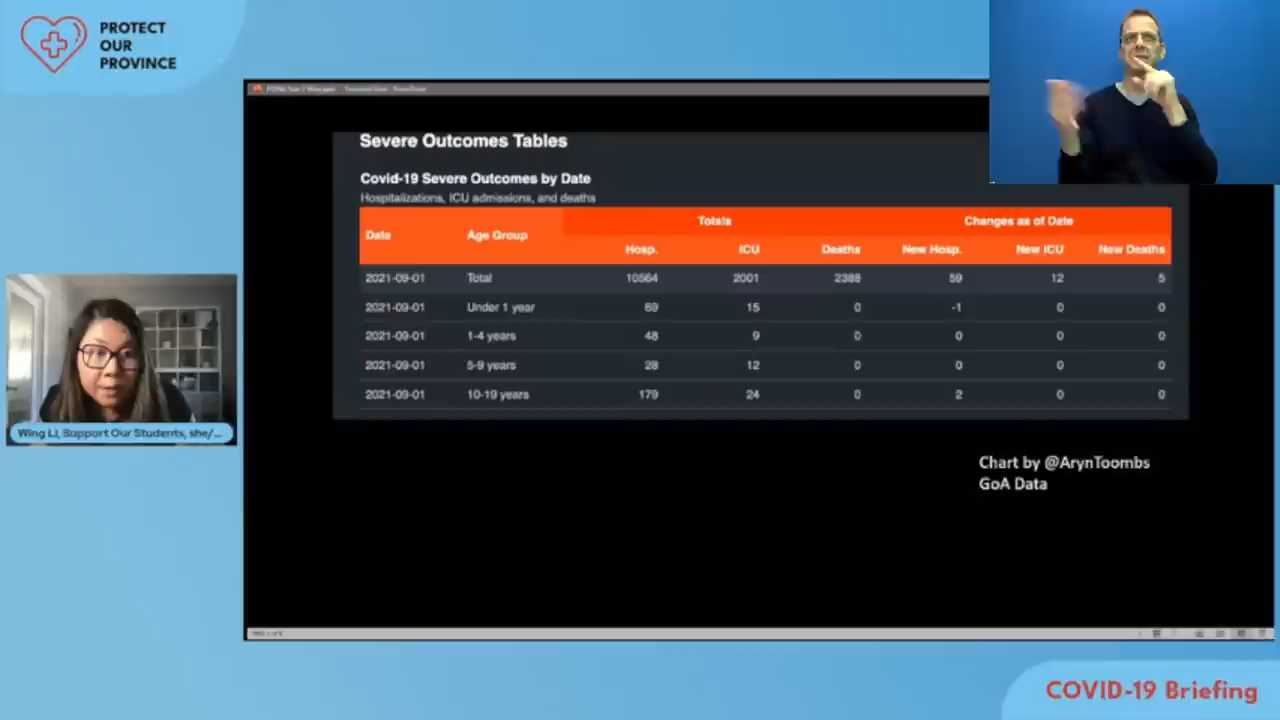 PROTECT
OUR
PROVINCE
Severe Outcomes Tables
Covid-19 Severe Outcomes by Date
Hospitalizations, ICU admissions, and deaths
Totals Changes as of Date
Date Age Group Hosp. ICU Deaths New Hosp. New ICU New Deaths
2021-09-01 Total 10564 2001 2388 59 12 5
2021-09-01 Under 1 year 69 15 0 -1 0 0
2021-09-01 1-4 years 48 9 0 0 0 0
2021-09-01 5-9 years 28 12 0 0 0 0
2021-09-01 10-19 years 179 24 0 2 0 0
Wing Li, Support Our Students, she/...
Chart by @ArynToombs
GoA Data
COVID-19 Briefing